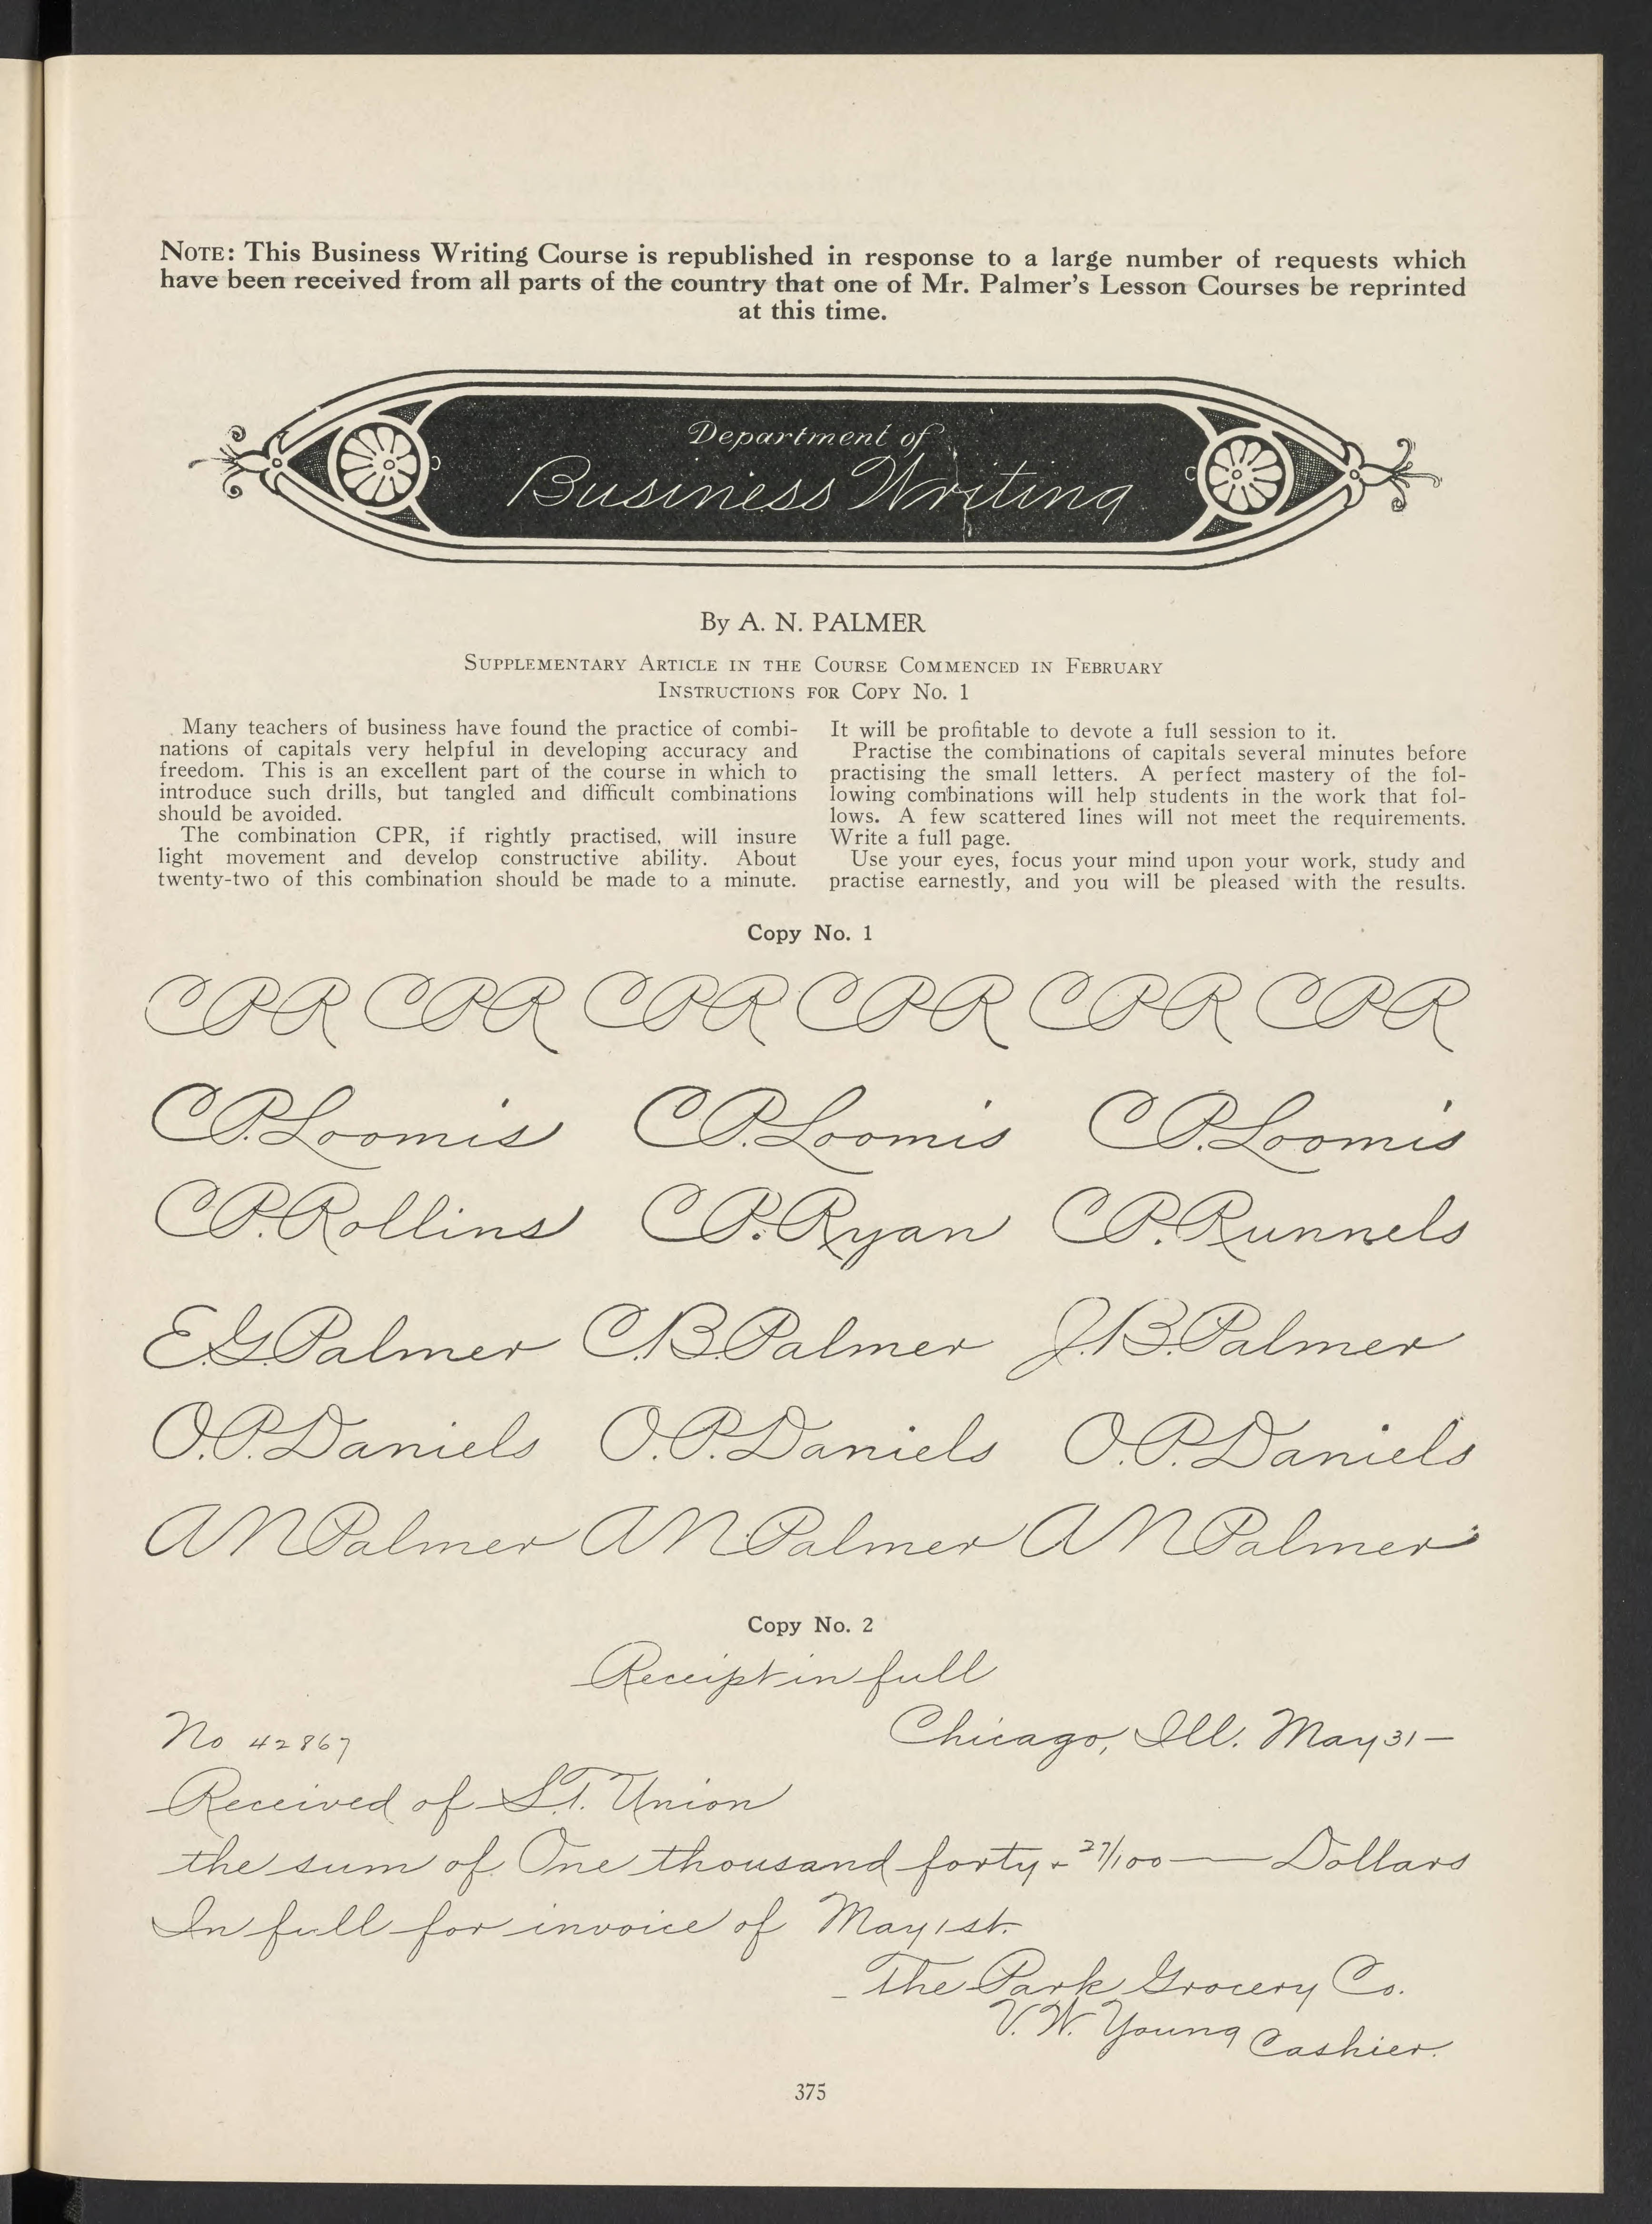 NOTE: This Business Writing Course is republished in response to a large number of requests which
have been received from all parts of the country that one of Mr. Palmer's Lesson Courses be reprinted
at this time.
Department of
Business Writing
By A. N. PALMER
SUPPLEMENTARY ARTICLE IN THE COURSE COMMENCED IN FEBRUARY
INSTRUCTIONS FOR COPY NO. 1
Many teachers of business have found the practice of combi-
nations of capitals very helpful in developing accuracy and
freedom. This is an excellent part of the course in which to
introduce such drills, but tangled and difficult combinations
should be avoided.
The combination CPR, if rightly practised, will insure
light movement and develop constructive ability. About
twenty-two of this combination should be made to a minute.
It will be profitable to devote a full session to it.
Practise the combinations of capitals several minutes before
practising the small letters. A perfect mastery of the fol-
lowing combinations will help students in the work that fol-
lows. A few scattered lines will not meet the requirements.
Write a full page.
Use your eyes, focus your mind upon your work, study and
practise earnestly, and you will be pleased with the results.
Copy No. 1
CPR CPR CPR CPR CPR CPR
C.P. Loomis C.P. Loomis C.P. Loomis
C.P. Rollins C.P. Ryan C.P. Runnels
E.G. Palmer C.B. Palmer J.B. Palmer
O.P. Daniels O.P. Daniels O.P. Daniels
A N Palmer A N Palmer A N Palmer
Copy No. 2
Receipt in full
No 42867
Chicago, Ill. May 31—
Received of S.T. Union
the sum of One thousand forty + 27/100 — Dollars
In full for invoice of May 1st.
The Park Grocery Co.
V. W. Young Cashier.
375